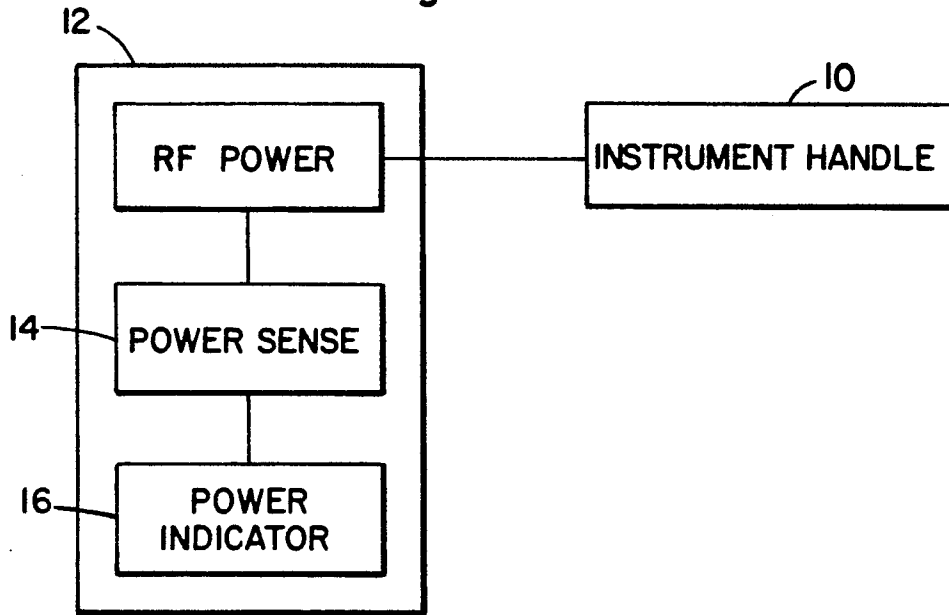 12
RF POWER
10
INSTRUMENT HANDLE
14
POWER SENSE
16
POWER
INDICATOR